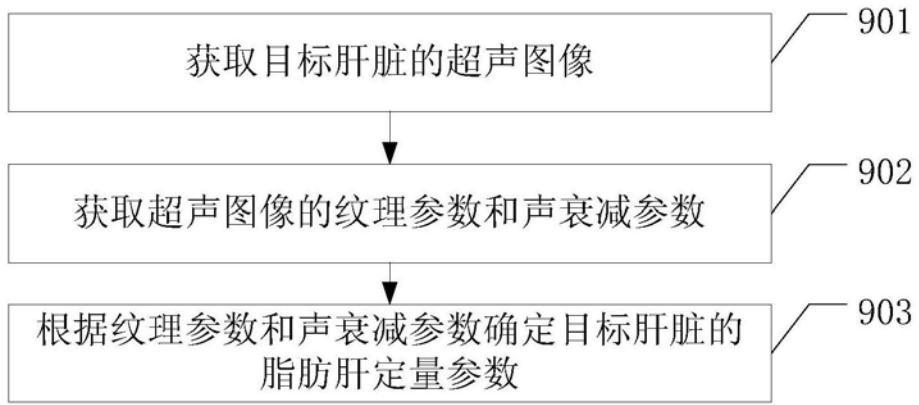 901
获取目标肝脏的超声图像
902
获取超声图像的纹理参数和声衰减参数
903
根据纹理参数和声衰减参数确定目标肝脏的
脂肪肝定量参数